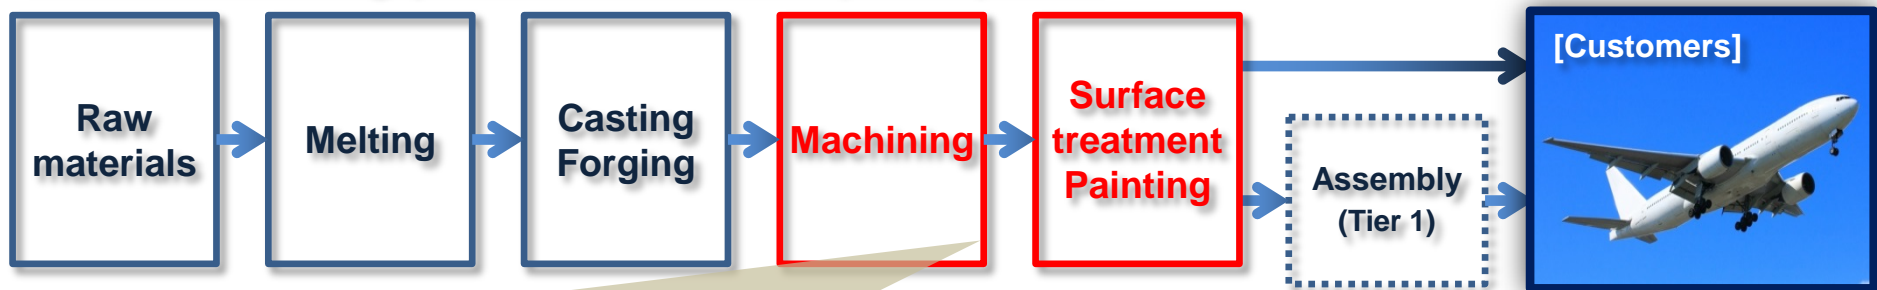 Raw
materials
Melting
Casting
Forging
Machining
Surface
treatment
Painting
Assembly
(Tier 1)
[Customers]